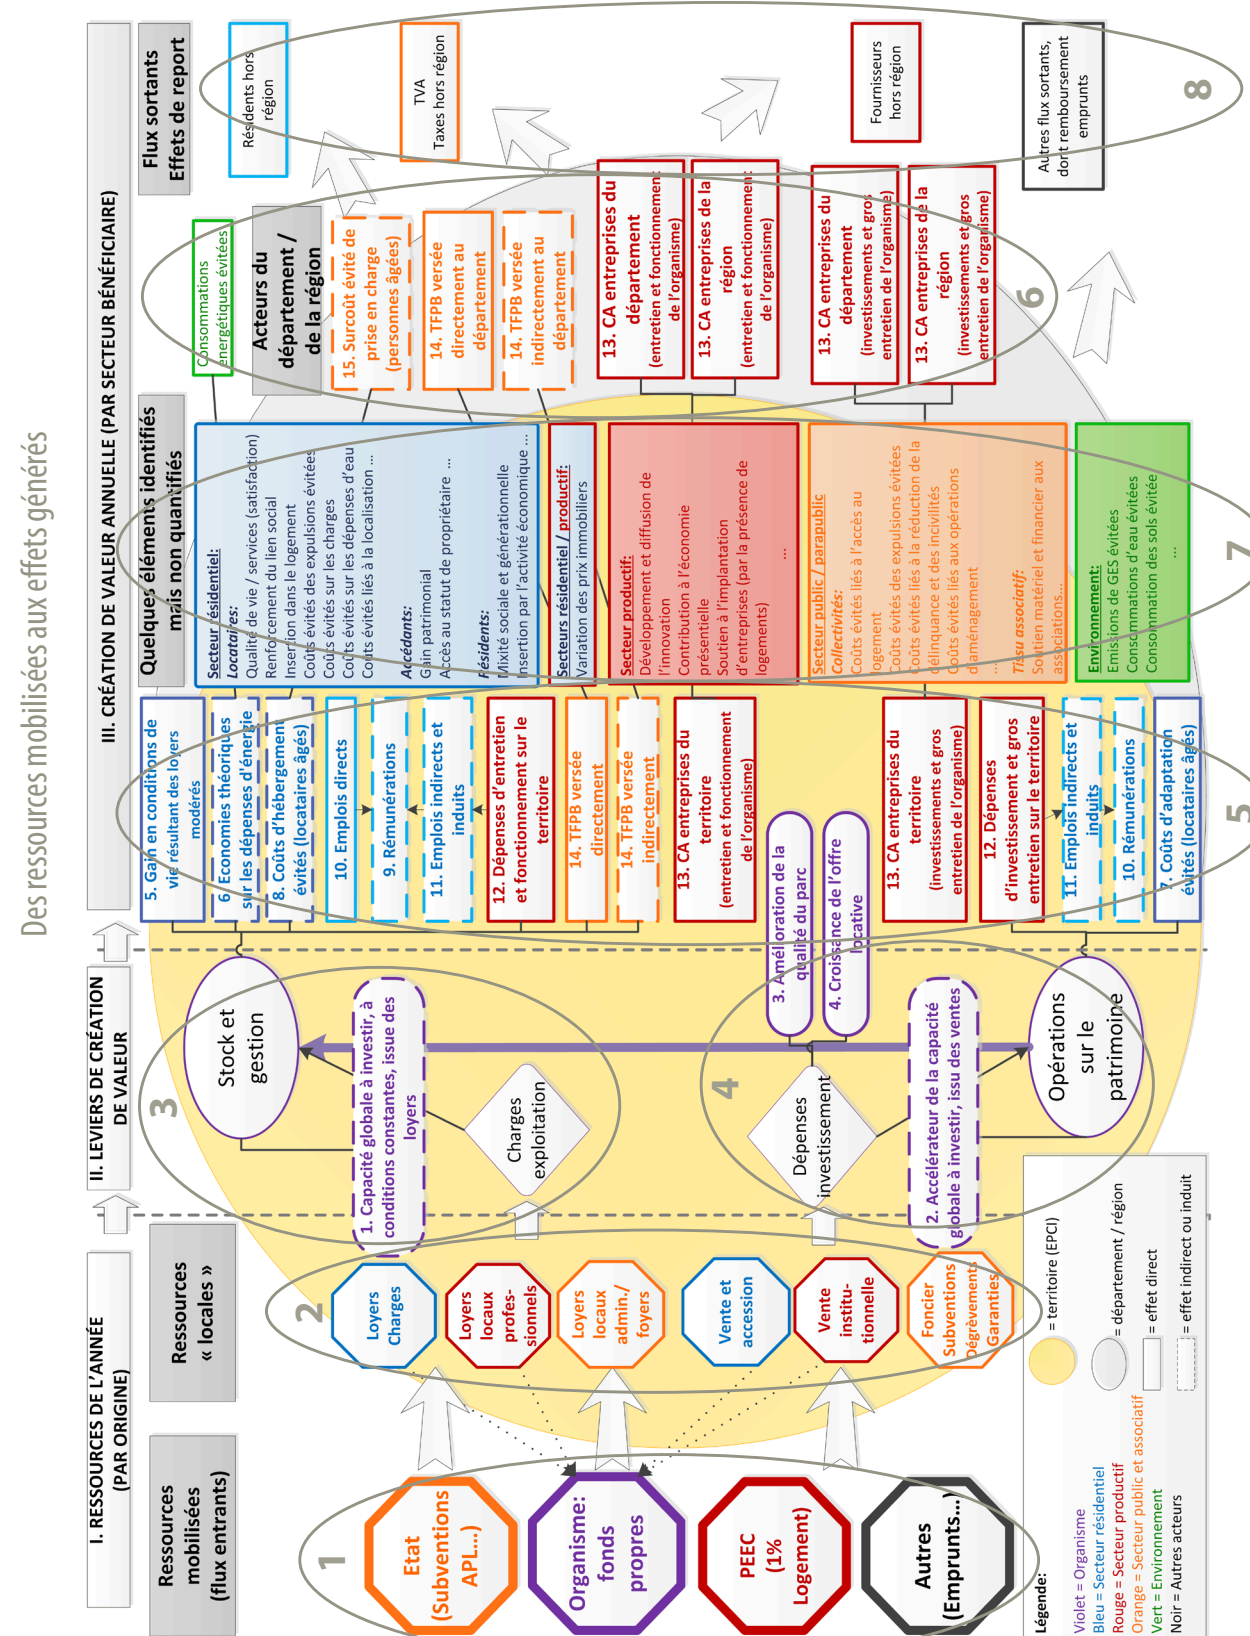 Des ressources mobilisées aux effets générés
I. RESSOURCES DE L'ANNÉE
(PAR ORIGINE)
II. LEVIERS DE CRÉATION
DE VALEUR
III. CRÉATION DE VALEUR ANNUELLE (PAR SECTEUR BÉNÉFICIAIRE)
Ressources
mobilisées
(flux entrants)
Ressources
« locales »
Quelques éléments identifiés
mais non quantifiés
Acteurs du
département /
de la région
Flux sortants
Effets de report
1
Etat
(Subventions
APL...)
Organisme:
fonds
propres
PEEC
(1%
Logement)
Autres
(Emprunts...)
2
Loyers
Charges
Loyers
locaux
profes-
sionnels
Loyers
locaux
admin./
foyers
Vente et
accession
Vente
institu-
tionnelle
Foncier
Subventions
Dégrèvements
Garanties
3
Stock et
gestion
1. Capacité globale à investir, à
conditions constantes, issue des
loyers
Charges
exploitation
4
Dépenses
investissement
3. Amélioration de la
qualité du parc
4. Croissance de l'offre
locative
2. Accélérateur de la capacité
globale à investir, issu des ventes
Opérations
sur le
patrimoine
5. Gain en conditions de
vie résultant des loyers
modérés
6 Economies théoriques
sur les dépenses d'énergie
8. Coûts d'hébergement
évités (locataires âgés)
10. Emplois directs
9. Rémunérations
11. Emplois indirects et
induits
12. Dépenses d'entretien
et fonctionnement sur le
territoire
14. TFPB versée
directement
14. TFPB versée
indirectement
13. CA entreprises du
territoire
(entretien et fonctionnement
de l'organisme)
13. CA entreprises du
territoire
(investissements et gros
entretien de l'organisme)
12. Dépenses
d'investissement et gros
entretien sur le territoire
11. Emplois indirects et
induits
10. Rémunérations
7. Coûts d'adaptation
évités (locataires âgés)
5
Secteur résidentiel:
Locataires:
Qualité de vie / services (satisfaction)
Renforcement du lien social
Insertion dans le logement
Coûts évités des expulsions évitées
Coûts évités sur les charges
Coûts évités sur les dépenses d'eau
Coûts évités liés à la localisation ...
Accédants:
Gain patrimonial
Accès au statut de propriétaire ...
Résidents:
Mixité sociale et générationnelle
Insertion par l'activité économique ...
Secteurs résidentiel / productif:
Variation des prix immobiliers
Secteur productif:
Développement et diffusion de
l'innovation
Contribution à l'économie
présentielle
Soutien à l'implantation
d'entreprises (par la présence de
logements)
...
Secteur public / parapublic
Collectivités:
Coûts évités liés à l'accès au
logement
Coûts évités des expulsions évitées
Coûts évités liés à la réduction de la
délinquance et des incivilités
Coûts évités liés aux opérations
d'aménagement
...
Tissu associatif:
Soutien matériel et financier aux
associations...
Environnement:
Emissions de GES évitées
Consommations d'eau évitées
Consommation des sols évitée
...
7
Consommations
énergétiques évitées
15. Surcoût évité de
prise en charge
(personnes âgées)
14. TFPB versée
directement au
département
14. TFPB versée
indirectement au
département
13. CA entreprises du
département
(entretien et fonctionnement
de l'organisme)
13. CA entreprises de la
région
(entretien et fonctionnement
de l'organisme)
13. CA entreprises du
département
(investissements et gros
entretien de l'organisme)
13. CA entreprises de la
région
(investissements et gros
entretien de l'organisme)
6
Résidents hors
région
TVA
Taxes hors région
Fournisseurs
hors région
Autres flux sortants,
dont remboursement
emprunts
8
Légende:
Violet = Organisme
Bleu = Secteur résidentiel
Rouge = Secteur productif
Orange = Secteur public et associatif
Vert = Environnement
Noir = Autres acteurs
= territoire (EPCI)
= département / région
= effet direct
= effet indirect ou induit